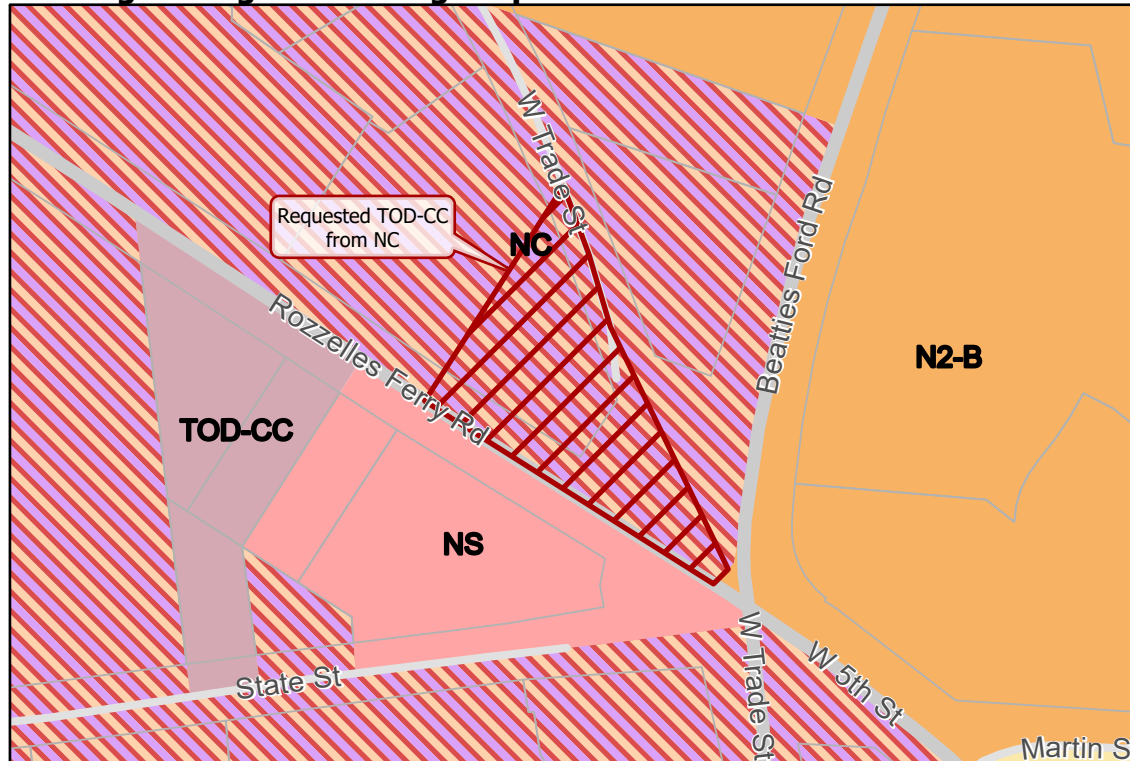 W Trade St
Requested TOD-CC
from NC
NC
Beatties Ford Rd
Rozzelles Ferry Rd
N2-B
TOD-CC
NS
State St
W Trade St
W 5th St
Martin S